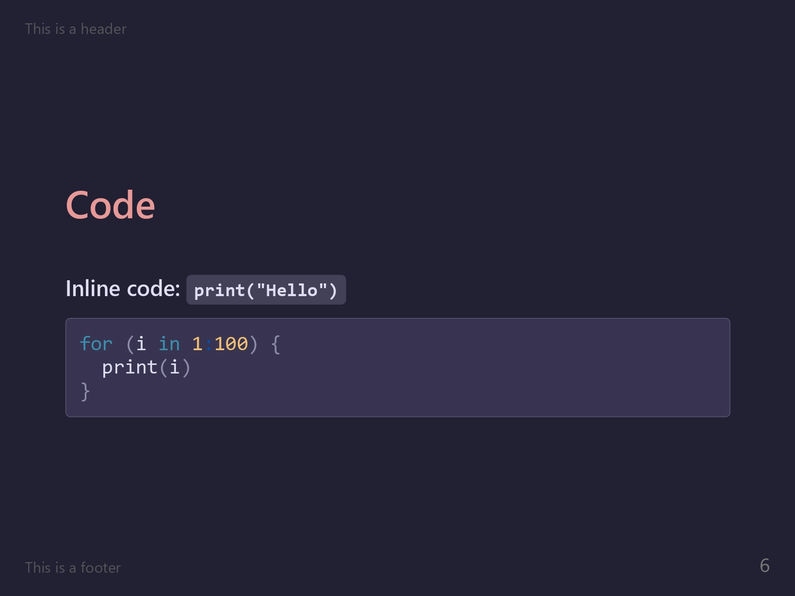 This is a header
Code
Inline code: print("Hello")
for (i in 1:100) {
  print(i)
}
This is a footer
6